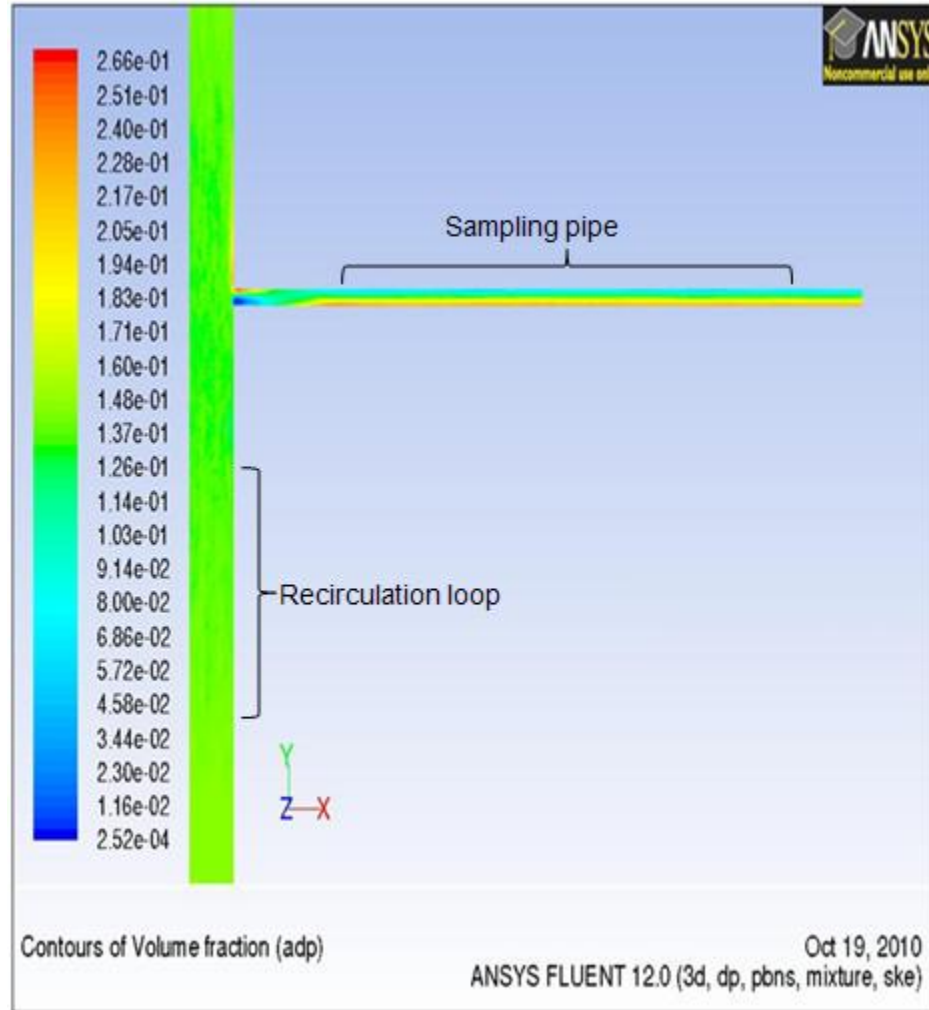 ANSYS
Noncommercial use only
2.66e-01
2.51e-01
2.40e-01
2.28e-01
2.17e-01
2.05e-01
1.94e-01
1.83e-01
1.71e-01
1.60e-01
1.48e-01
1.37e-01
1.26e-01
1.14e-01
1.03e-01
9.14e-02
8.00e-02
6.86e-02
5.72e-02
4.58e-02
3.44e-02
2.30e-02
1.16e-02
2.52e-04
Sampling pipe
Recirculation loop
Y
Z X
Contours of Volume fraction (adp)
Oct 19, 2010
ANSYS FLUENT 12.0 (3d, dp, pbns, mixture, ske)